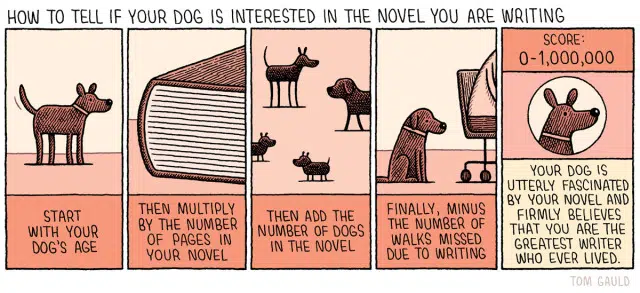 HOW TO TELL IF YOUR DOG IS INTERESTED IN THE NOVEL YOU ARE WRITING
START
WITH YOUR
DOG'S AGE
THEN MULTIPLY
BY THE NUMBER
OF PAGES IN
YOUR NOVEL
THEN ADD THE
NUMBER OF DOGS
IN THE NOVEL
FINALLY, MINUS
THE NUMBER OF
WALKS MISSED
DUE TO WRITING
SCORE:
0-1,000,000
YOUR DOG IS
UTTERLY FASCINATED
BY YOUR NOVEL AND
FIRMLY BELIEVES
THAT YOU ARE THE
GREATEST WRITER
WHO EVER LIVED.
TOM GAULD